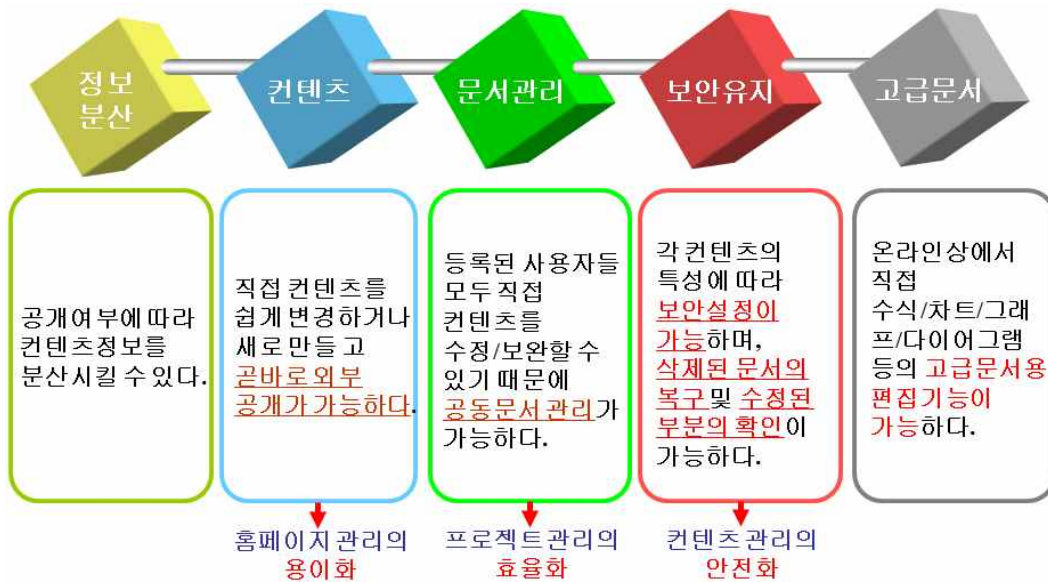 정보
분산
컨텐츠
문서관리
보안유지
고급문서
공개여부에 따라
컨텐츠정보를
분산시킬 수 있다.
직접 컨텐츠를
쉽게 변경하거나
새로 만들고
곧바로 외부
공개가 가능하다.
등록된 사용자들
모두 직접
컨텐츠를
수정/보완할 수
있기 때문에
공동문서 관리가
가능하다.
각 컨텐츠의
특성에 따라
보안설정이
가능하며,
삭제된 문서의
복구및 수정된
부분의 확인이
가능하다.
온라인상에서
직접
수식/차트/그래
프/다이어그램
등의 고급문서용
편집기능이
가능하다.
홈페이지관리의
용이화
프로젝트관리의
효율화
컨텐츠관리의
안전화